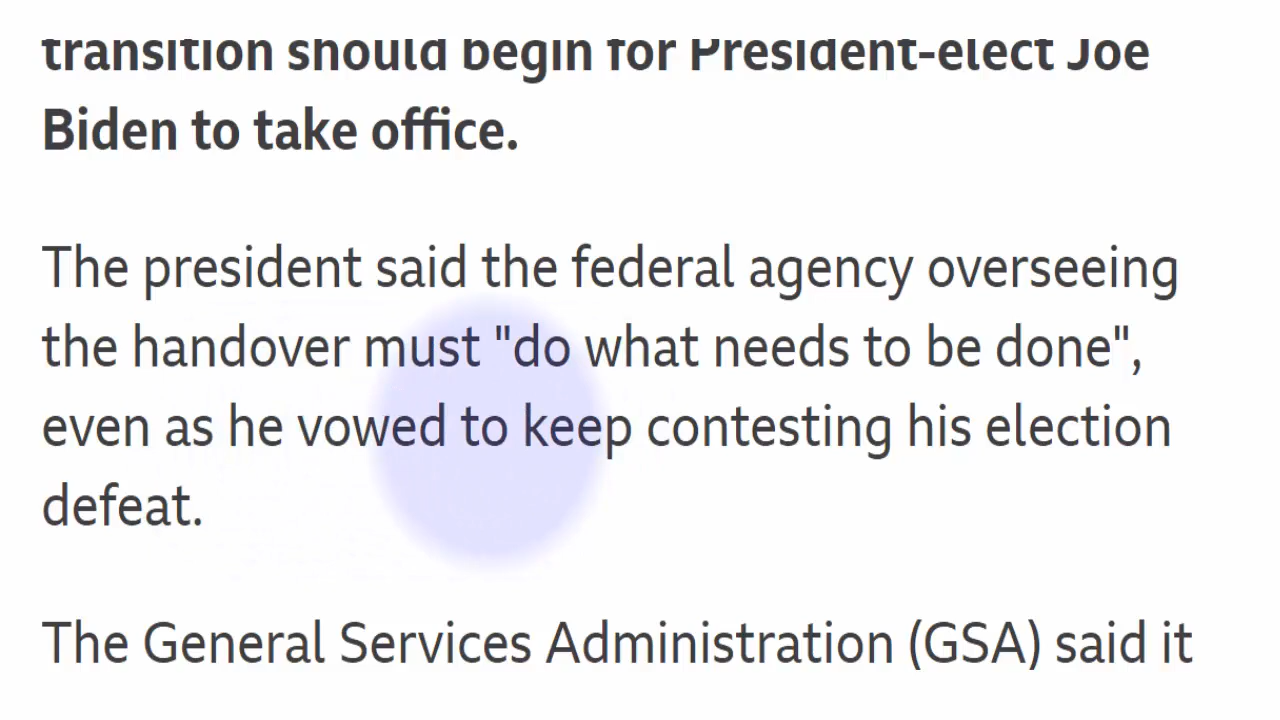 transition should begin for President-elect Joe
Biden to take office.
The president said the federal agency overseeing
the handover must "do what needs to be done",
even as he vowed to keep contesting his election
defeat.
The General Services Administration (GSA) said it